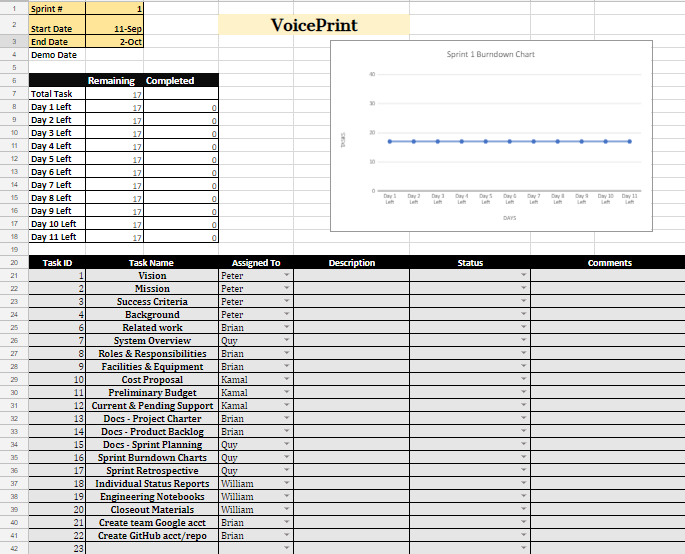 1 Sprint # 1
2 Start Date 11-Sep VoicePrint
3 End Date 2-Oct
4 Demo Date
5
6 Remaining Completed
7 Total Task 17
8 Day 1 Left 17 0
9 Day 2 Left 17 0
10 Day 3 Left 17 0
11 Day 4 Left 17 0
12 Day 5 Left 17 0
13 Day 6 Left 17 0
14 Day 7 Left 17 0
15 Day 8 Left 17 0
16 Day 9 Left 17 0
17 Day 10 Left 17 0
18 Day 11 Left 17 0
Sprint 1 Burndown Chart
40
30
20
10
0
TASKS
Day 1 Day 2 Day 3 Day 4 Day 5 Day 6 Day 7 Day 8 Day 9 Day 10 Day 11
Left Left Left Left Left Left Left Left Left Left Left
DAYS
19
20 Task ID Task Name Assigned To Description Status Comments
21 1 Vision Peter
22 2 Mission Peter
23 3 Success Criteria Peter
24 4 Background Peter
25 6 Related work Brian
26 7 System Overview Quy
27 8 Roles & Responsibilities Brian
28 9 Facilities & Equipment Brian
29 10 Cost Proposal Kamal
30 11 Preliminary Budget Kamal
31 12 Current & Pending Support Kamal
32 13 Docs - Project Charter Brian
33 14 Docs - Product Backlog Brian
34 15 Docs - Sprint Planning Quy
35 16 Sprint Burndown Charts Quy
36 17 Sprint Retrospective Quy
37 18 Individual Status Reports William
38 19 Engineering Notebooks William
39 20 Closeout Materials William
40 21 Create team Google acct Brian
41 22 Create GitHub acct/repo Brian
42 23